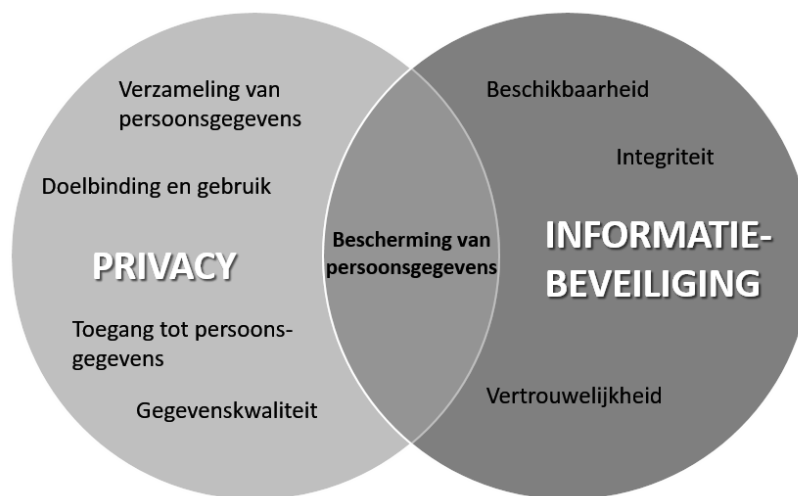 Verzameling van
persoonsgegevens
Doelbinding en gebruik
PRIVACY
Toegang tot persoons-
gegevens
Gegevenskwaliteit
Bescherming van
persoonsgegevens
Beschikbaarheid
Integriteit
INFORMATIE-
BEVEILIGING
Vertrouwelijkheid